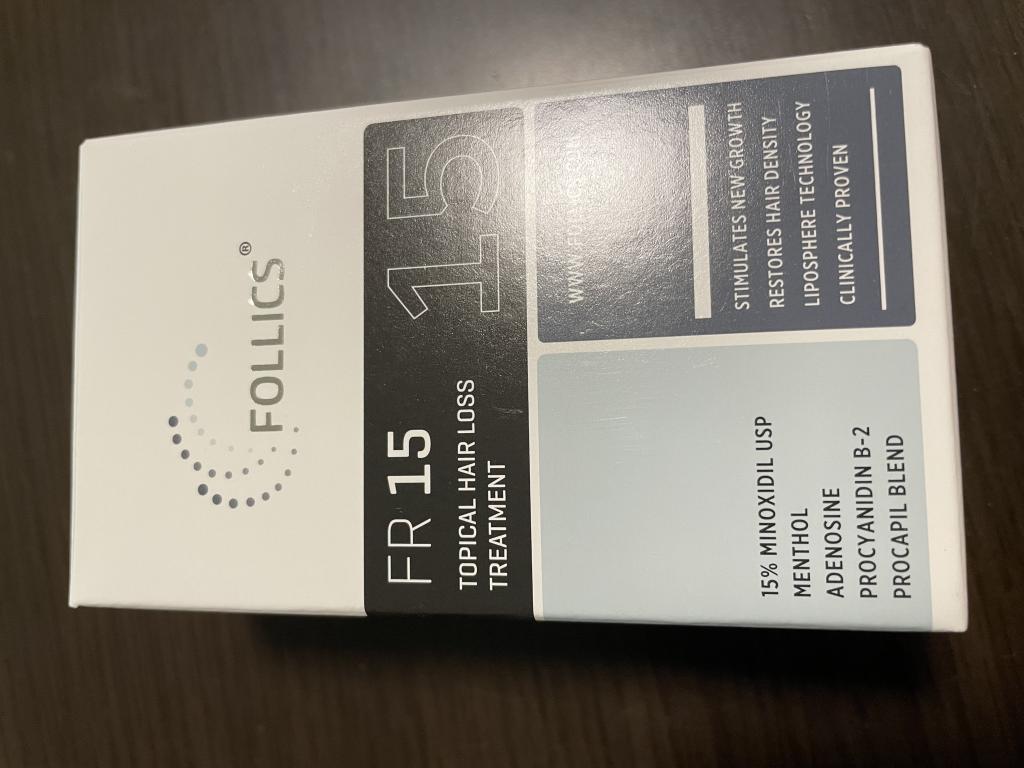 FOLLICS®
FR 15
TOPICAL HAIR LOSS
TREATMENT
15
15% MINOXIDIL USP
MENTHOL
ADENOSINE
PROCYANIDIN B-2
PROCAPIL BLEND
STIMULATES NEW GROWTH
RESTORES HAIR DENSITY
LIPOSPHERE TECHNOLOGY
CLINICALLY PROVEN